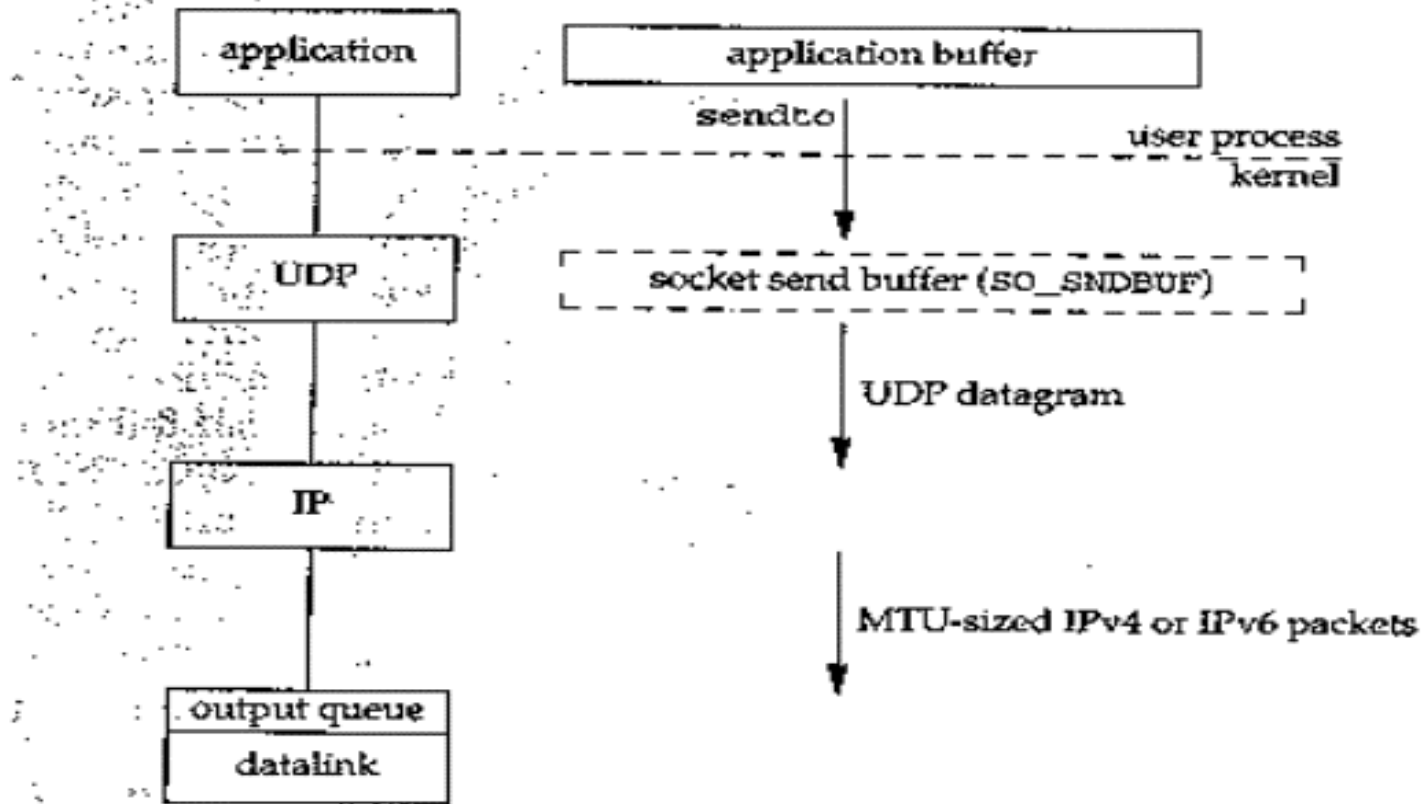 application
application buffer
sendto
user process
kernel
UDP
socket send buffer (SO_SNDBUF)
UDP datagram
IP
MTU-sized IPv4 or IPv6 packets
output queue
datalink